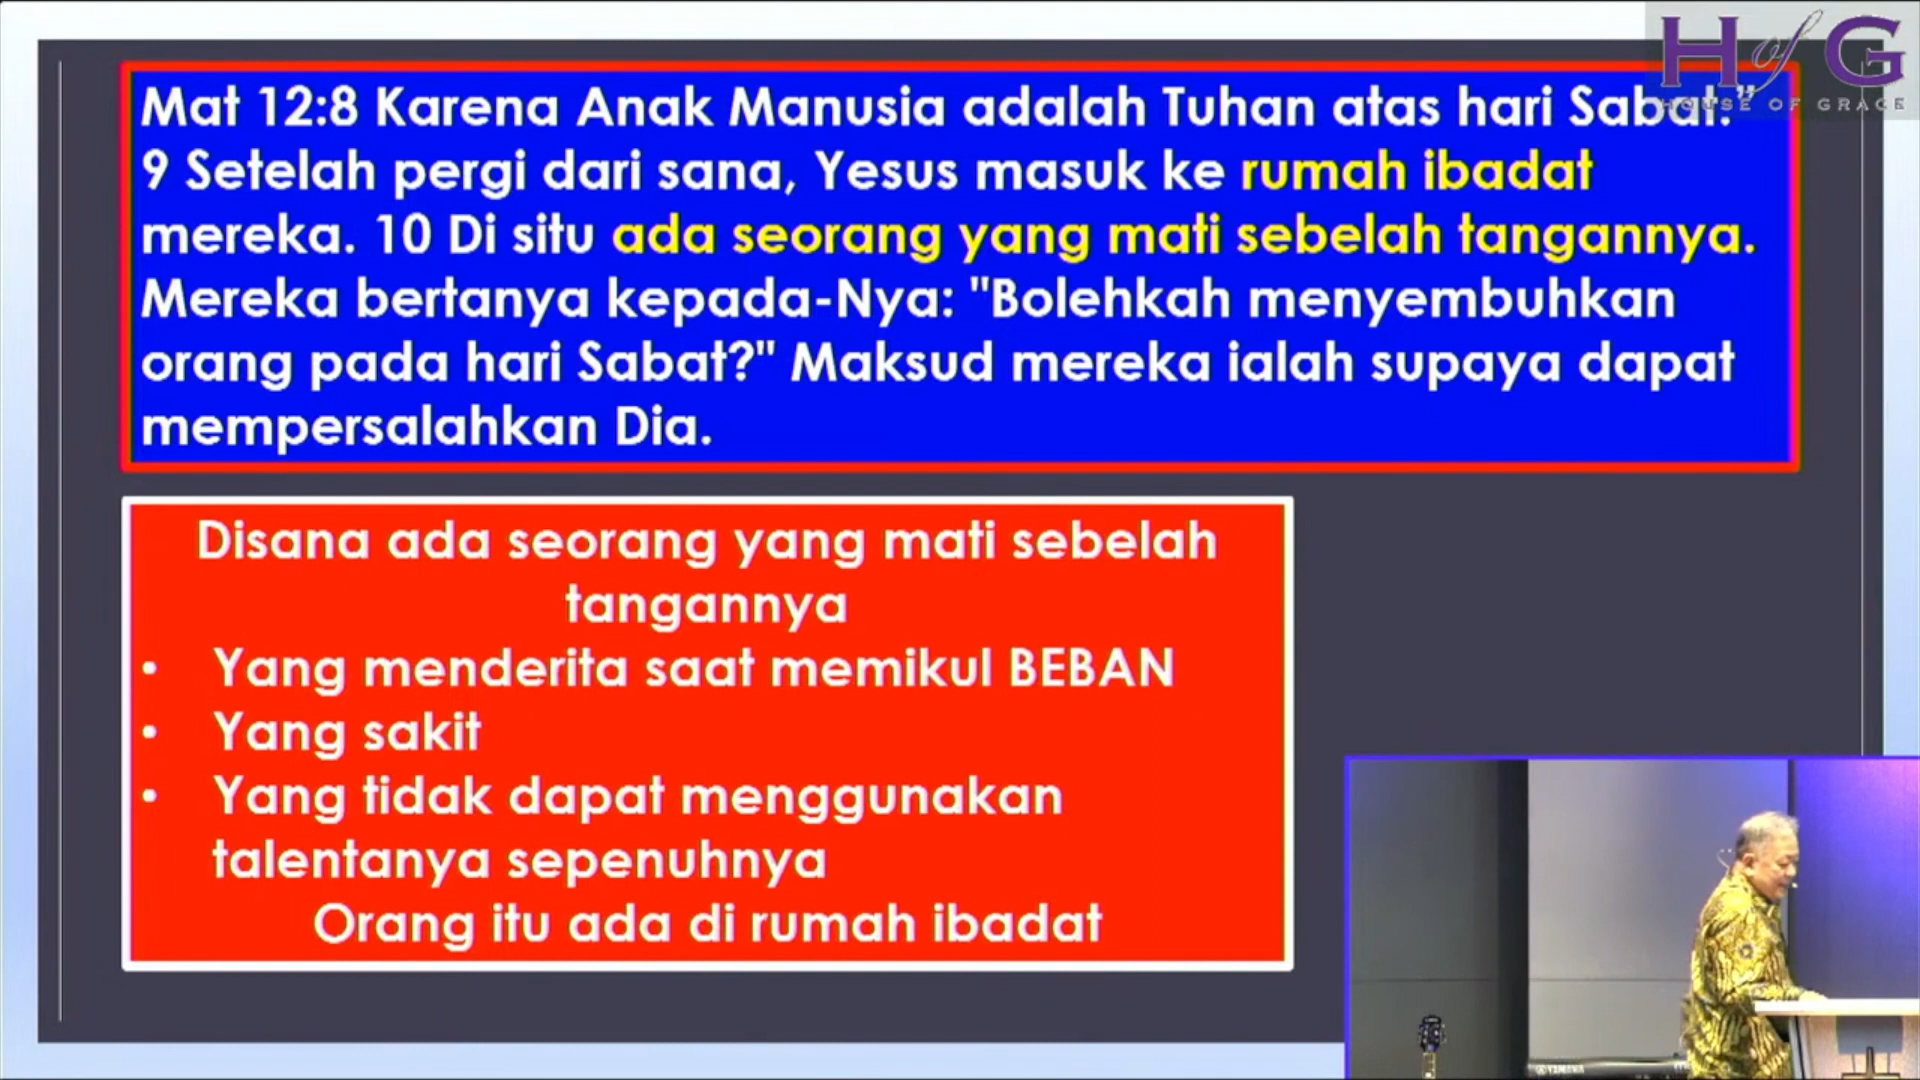 H of G
HOUSE OF GRACE
Mat 12:8 Karena Anak Manusia adalah Tuhan atas hari Sabat."
9 Setelah pergi dari sana, Yesus masuk ke rumah ibadat
mereka. 10 Di situ ada seorang yang mati sebelah tangannya.
Mereka bertanya kepada-Nya: "Bolehkah menyembuhkan
orang pada hari Sabat?" Maksud mereka ialah supaya dapat
mempersalahkan Dia.
Disana ada seorang yang mati sebelah
tangannya
• Yang menderita saat memikul BEBAN
• Yang sakit
• Yang tidak dapat menggunakan
talentanya sepenuhnya
Orang itu ada di rumah ibadat
YAMAHA